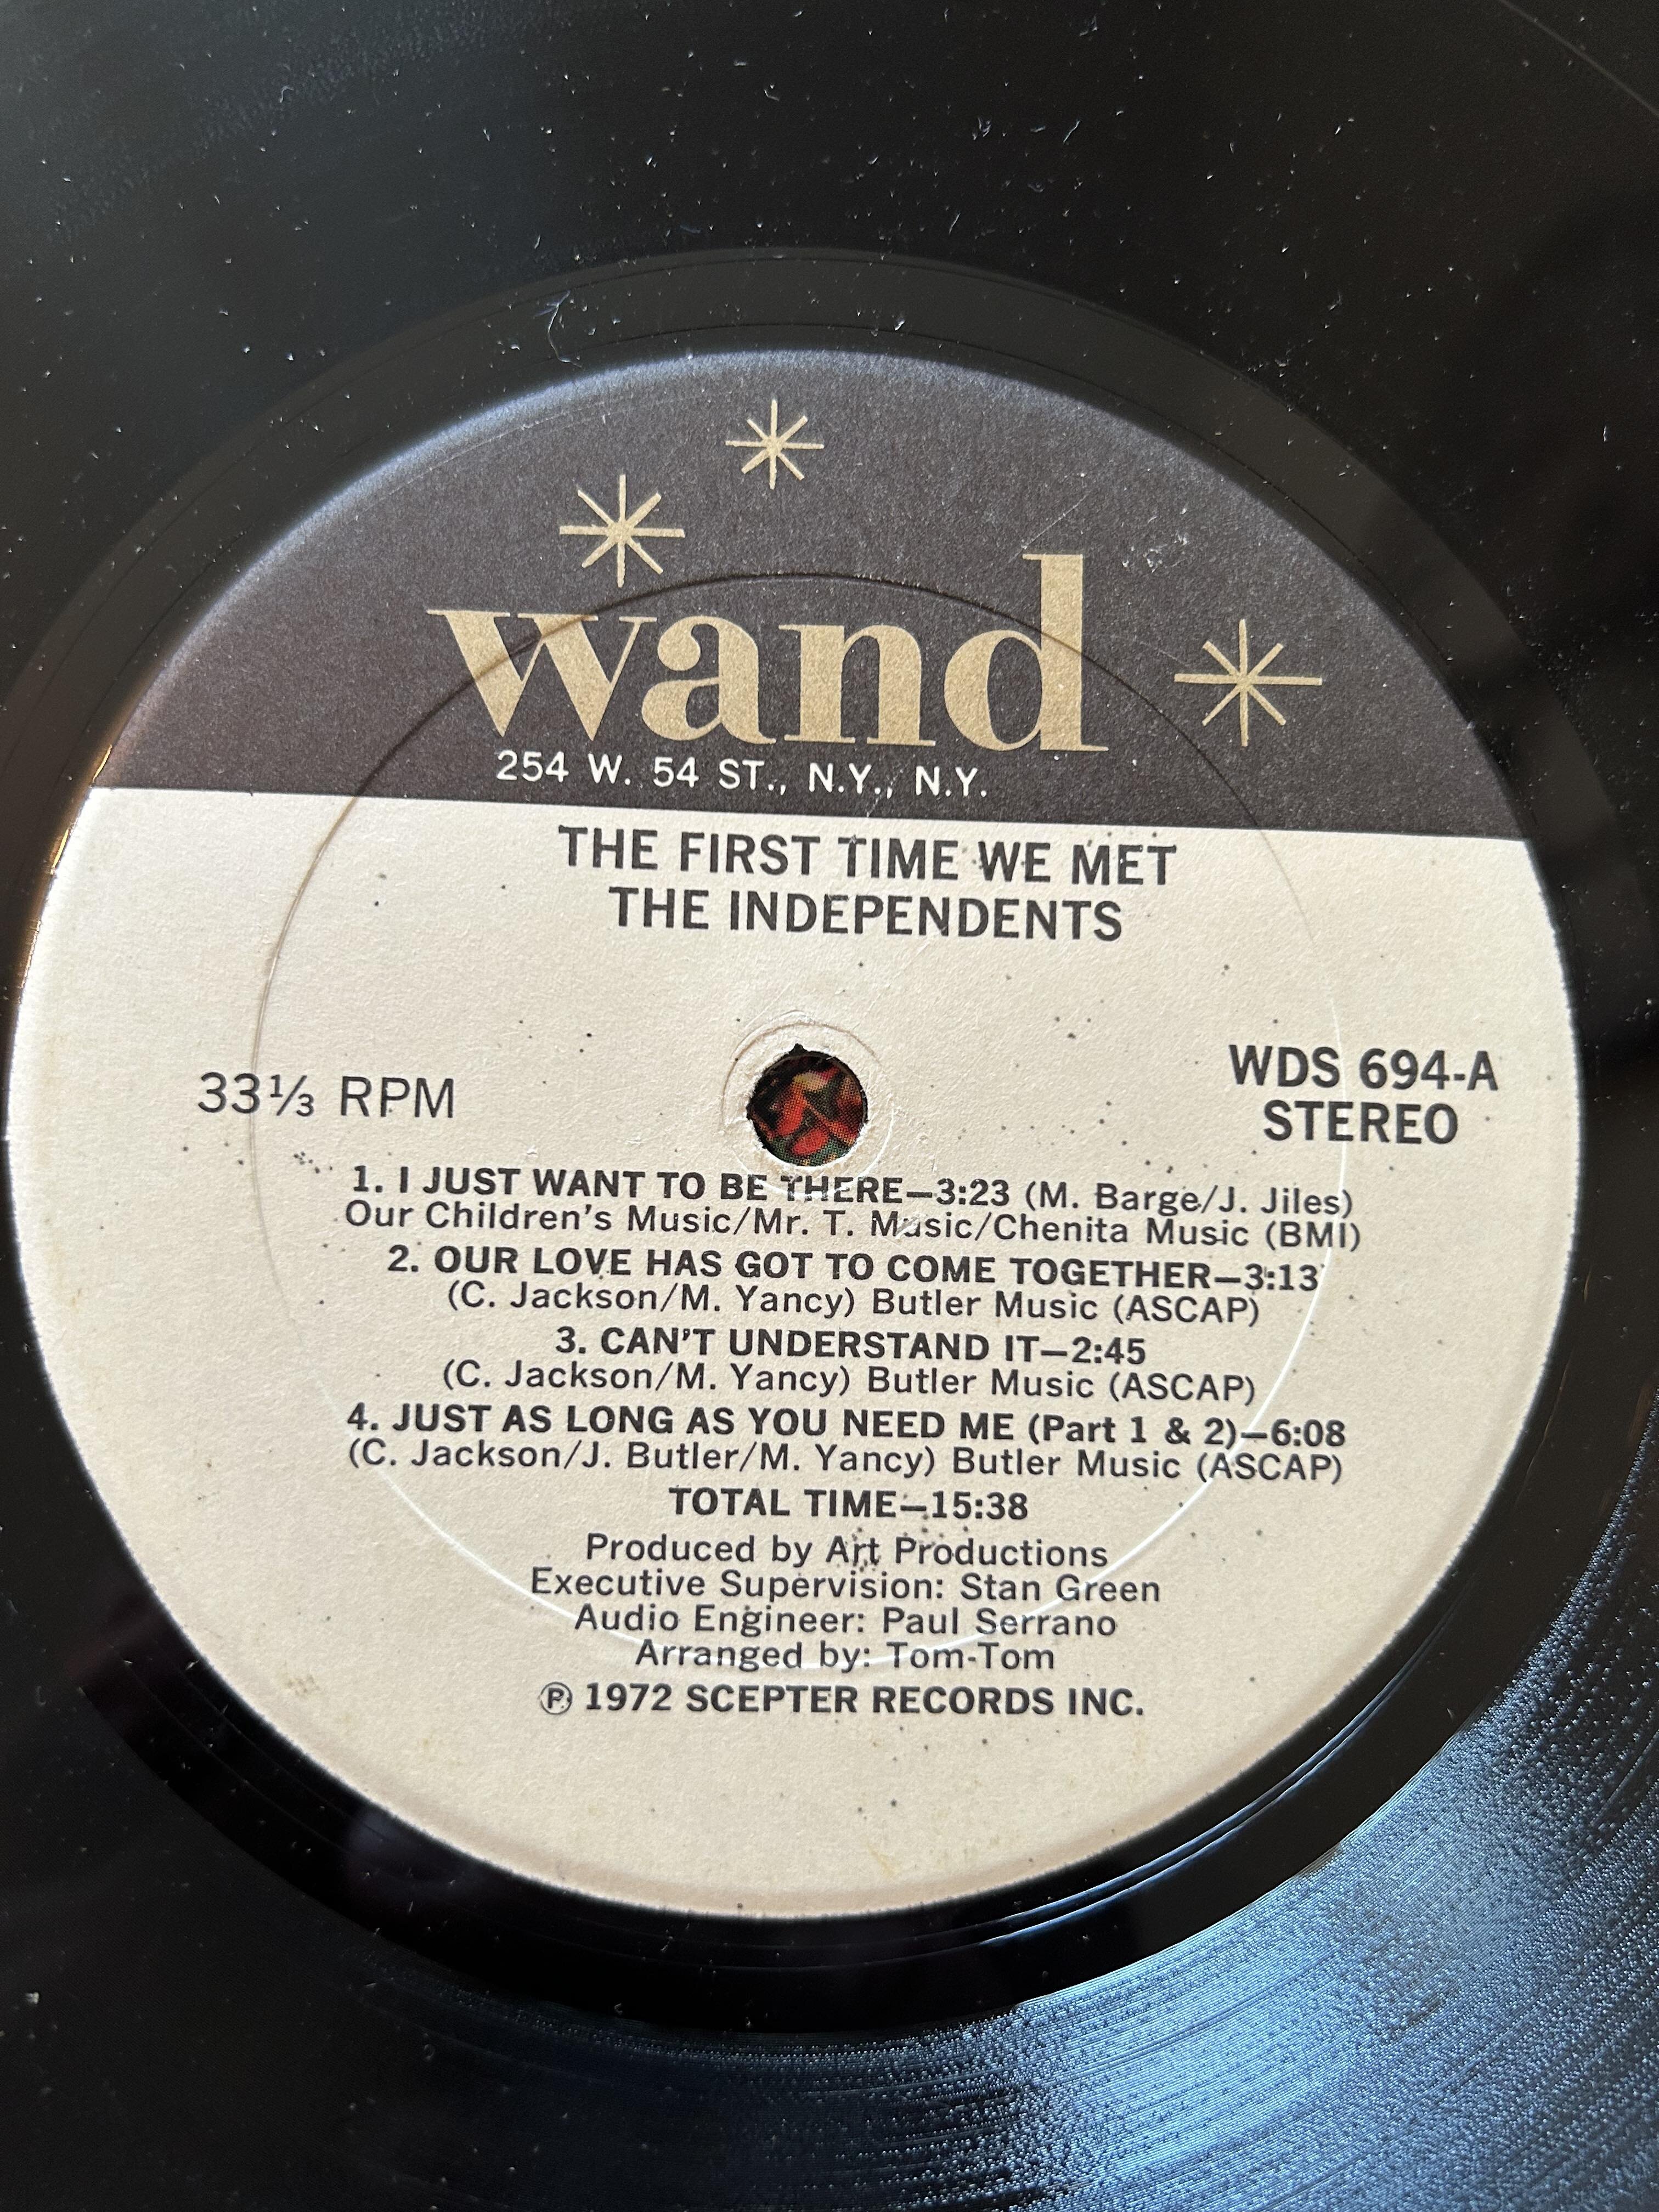 wand
254 W. 54 ST., N.Y., N.Y.
THE FIRST TIME WE MET
THE INDEPENDENTS
33⅓ RPM
WDS 694-A
STEREO
1. I JUST WANT TO BE THERE—3:23 (M. Barge/J. Jiles)
Our Children's Music/Mr. T. Music/Chenita Music (BMI)
2. OUR LOVE HAS GOT TO COME TOGETHER—3:13
(C. Jackson/M. Yancy) Butler Music (ASCAP)
3. CAN'T UNDERSTAND IT—2:45
(C. Jackson/M. Yancy) Butler Music (ASCAP)
4. JUST AS LONG AS YOU NEED ME (Part 1 & 2)—6:08
(C. Jackson/J. Butler/M. Yancy) Butler Music (ASCAP)
TOTAL TIME—15:38
Produced by Art Productions
Executive Supervision: Stan Green
Audio Engineer: Paul Serrano
Arranged by: Tom-Tom
Ⓟ 1972 SCEPTER RECORDS INC.